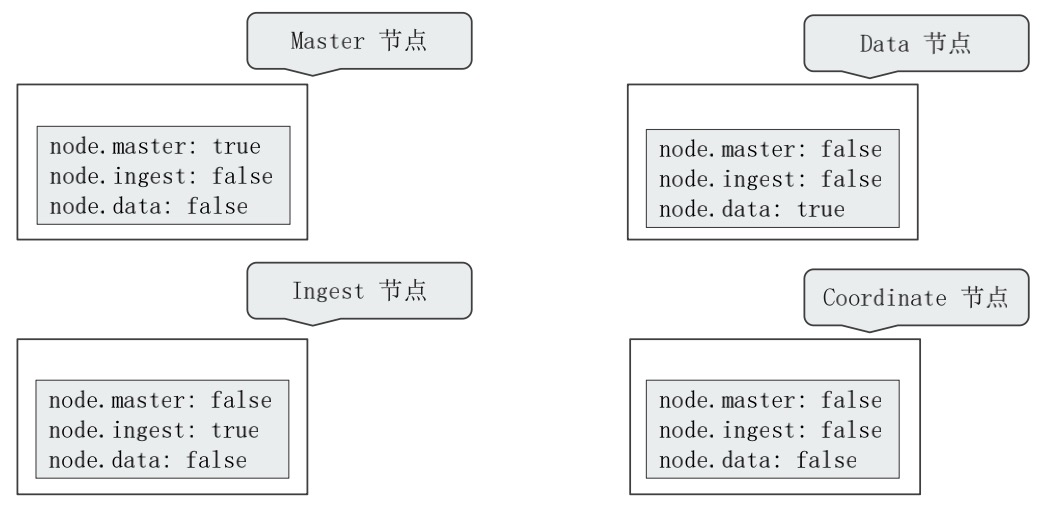 Master 节点
node.master: true
node.ingest: false
node.data: false
Data 节点
node.master: false
node.ingest: false
node.data: true
Ingest 节点
node.master: false
node.ingest: true
node.data: false
Coordinate 节点
node.master: false
node.ingest: false
node.data: false